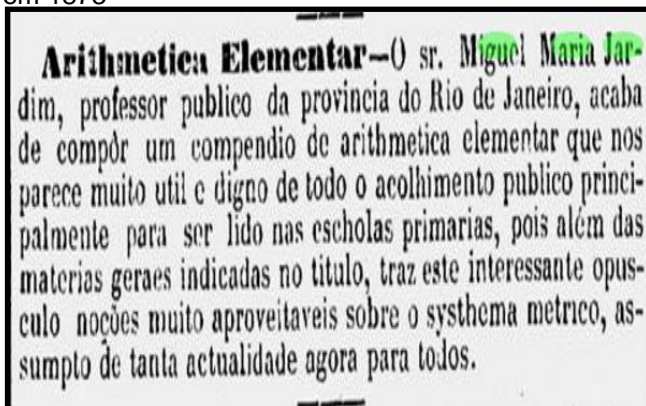 Arithmetica Elementar—O sr. Miguel Maria Jar-
dim, professor publico da provincia do Rio de Janeiro, acaba
de compôr um compendio de arithmetica elementar que nos
parece muito util e digno de todo o acolhimento publico princi-
palmente para ser lido nas escholas primarias, pois além das
materias geraes indicadas no titulo, traz este interessante opus-
culo noções muito aproveitaveis sobre o systhema metrico, as-
sumpto de tanta actualidade agora para todos.